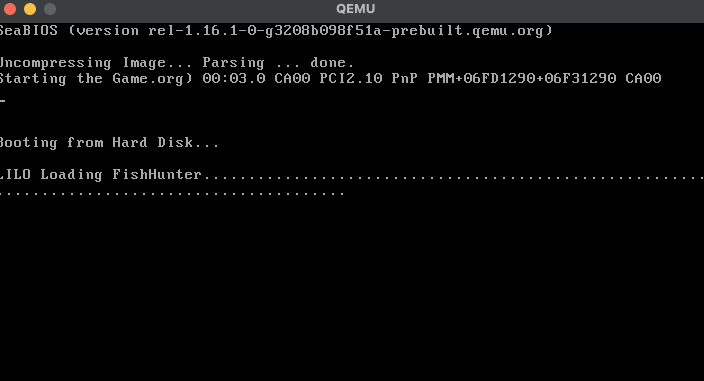 QEMU
SeaBIOS (version rel-1.16.1-0-g3208b098f51a-prebuilt.qemu.org)
Uncompressing Image... Parsing ... done.
Starting the Game.org) 00:03.0 CA00 PCI2.10 PnP PMM+06FD1290+06F31290 CA00
_
Booting from Hard Disk...
LILO Loading FishHunter.......................................................
......................................